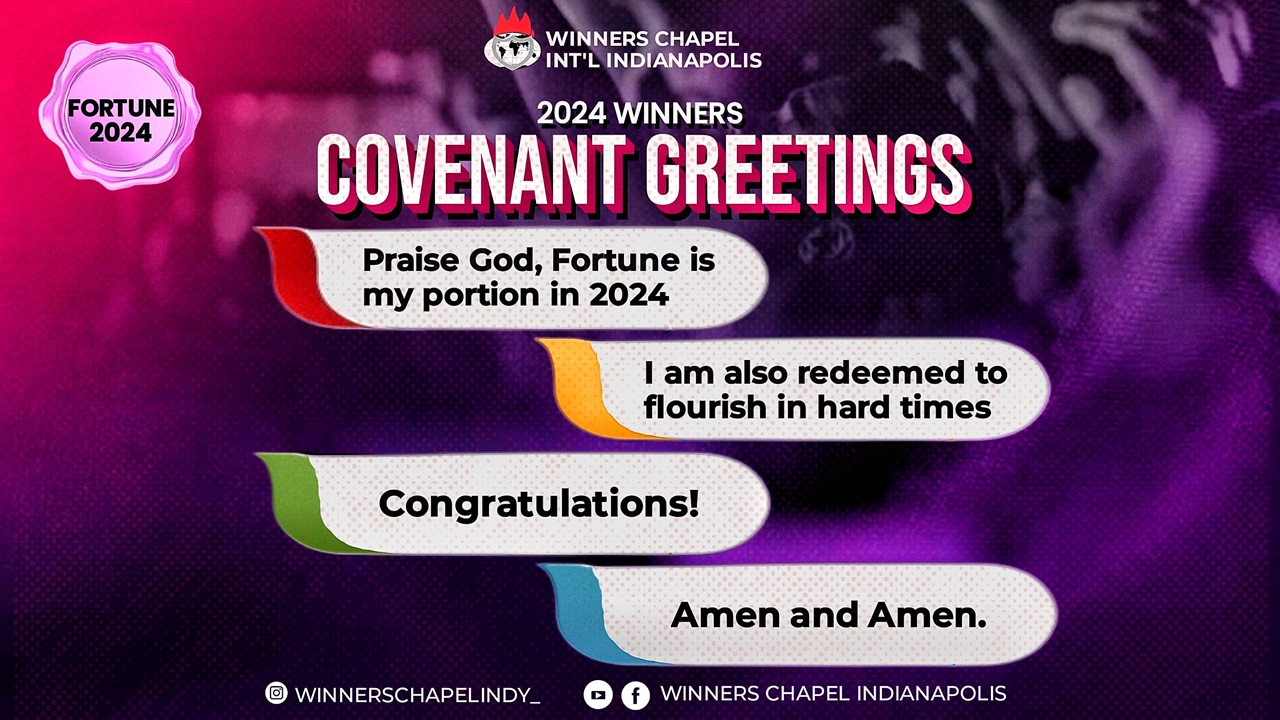 WINNERS CHAPEL
INT'L INDIANAPOLIS
FORTUNE
2024
2024 WINNERS
COVENANT GREETINGS
Praise God, Fortune is
my portion in 2024
I am also redeemed to
flourish in hard times
Congratulations!
Amen and Amen.
WINNERSCHAPELINDY_
WINNERS CHAPEL INDIANAPOLIS